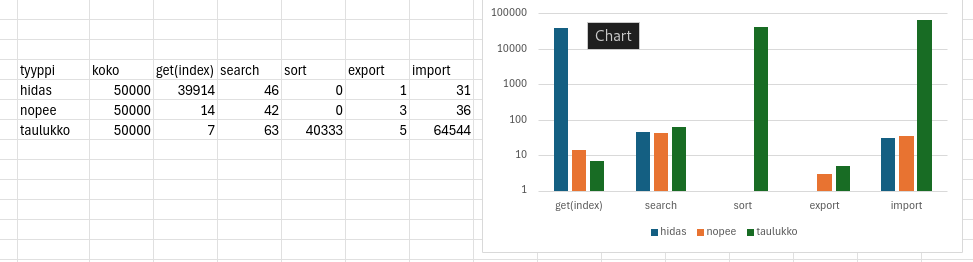 tyyppi koko get(index) search sort export import
hidas 50000 39914 46 0 1 31
nopee 50000 14 42 0 3 36
taulukko 50000 7 63 40333 5 64544
100000
10000
1000
100
10
1
Chart
get(index) search sort export import
hidas nopee taulukko